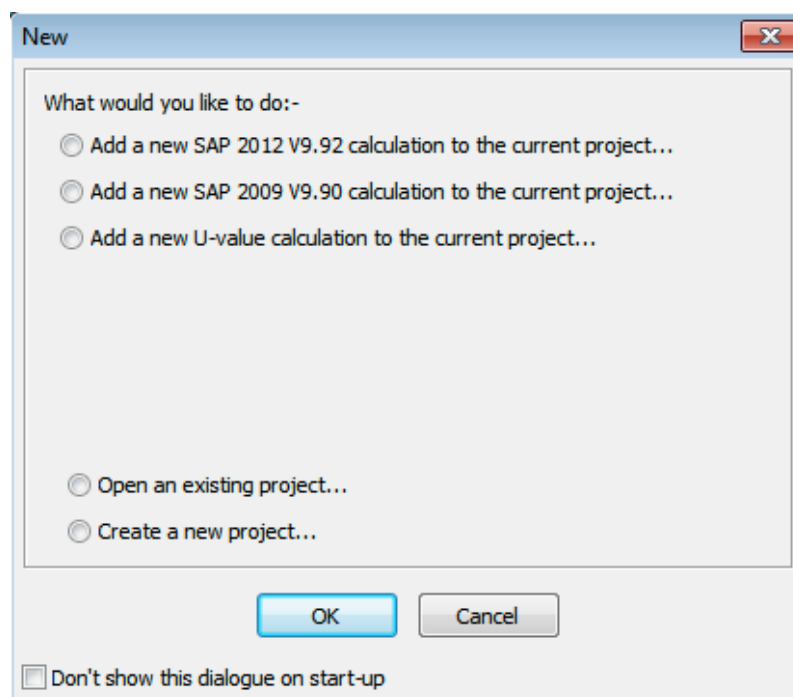 New
What would you like to do:-
Add a new SAP 2012 V9.92 calculation to the current project...
Add a new SAP 2009 V9.90 calculation to the current project...
Add a new U-value calculation to the current project...
Open an existing project...
Create a new project...
OK Cancel
Don't show this dialogue on start-up